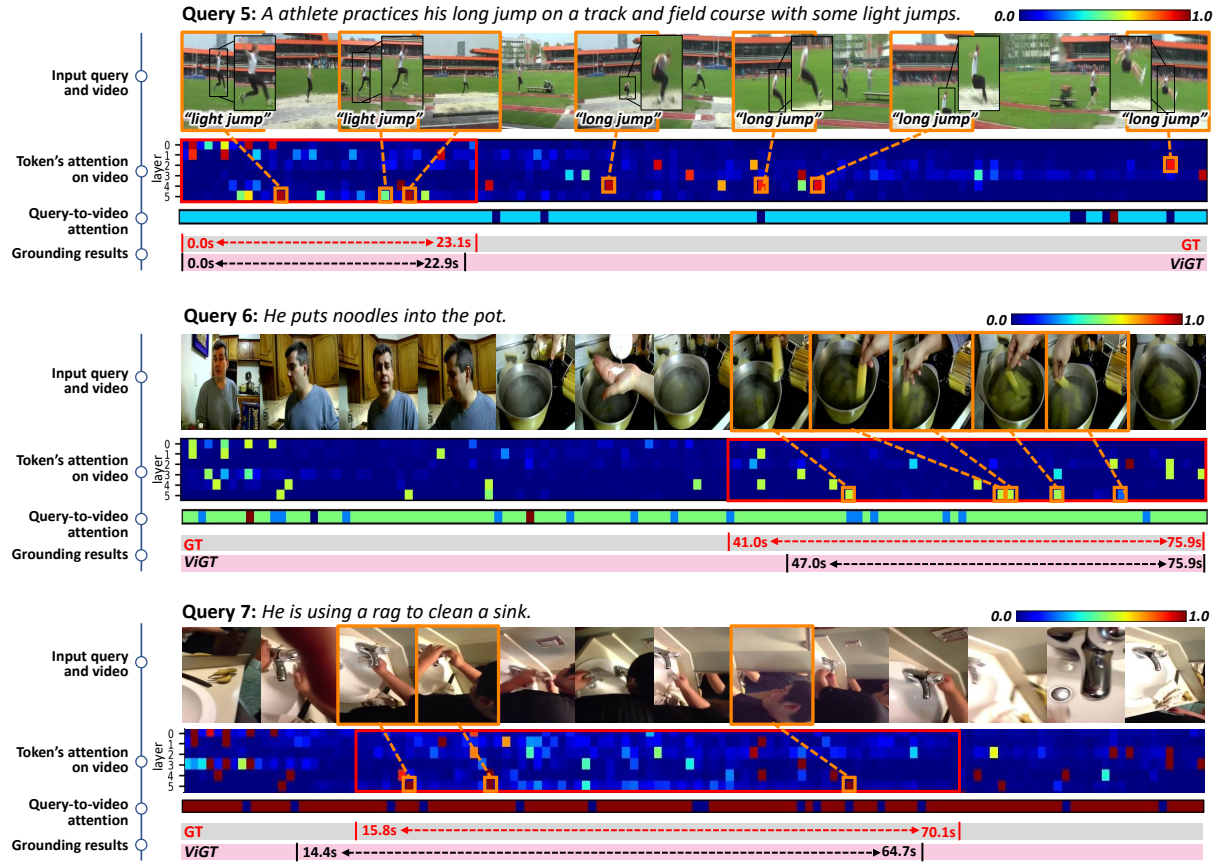 Query 5: A athlete practices his long jump on a track and field course with some light jumps.
0.0 1.0
Input query and video
"light jump" "light jump" "long jump" "long jump" "long jump" "long jump"
Token's attention on video
layer
0
1
2
3
4
5
Query-to-video attention
Grounding results
0.0s 23.1s GT
0.0s 22.9s ViGT
Query 6: He puts noodles into the pot.
0.0 1.0
Input query and video
Token's attention on video
layer
0
1
2
3
4
5
Query-to-video attention
Grounding results
GT 41.0s 75.9s
ViGT 47.0s 75.9s
Query 7: He is using a rag to clean a sink.
0.0 1.0
Input query and video
Token's attention on video
layer
0
1
2
3
4
5
Query-to-video attention
Grounding results
GT 15.8s 70.1s
ViGT 14.4s 64.7s